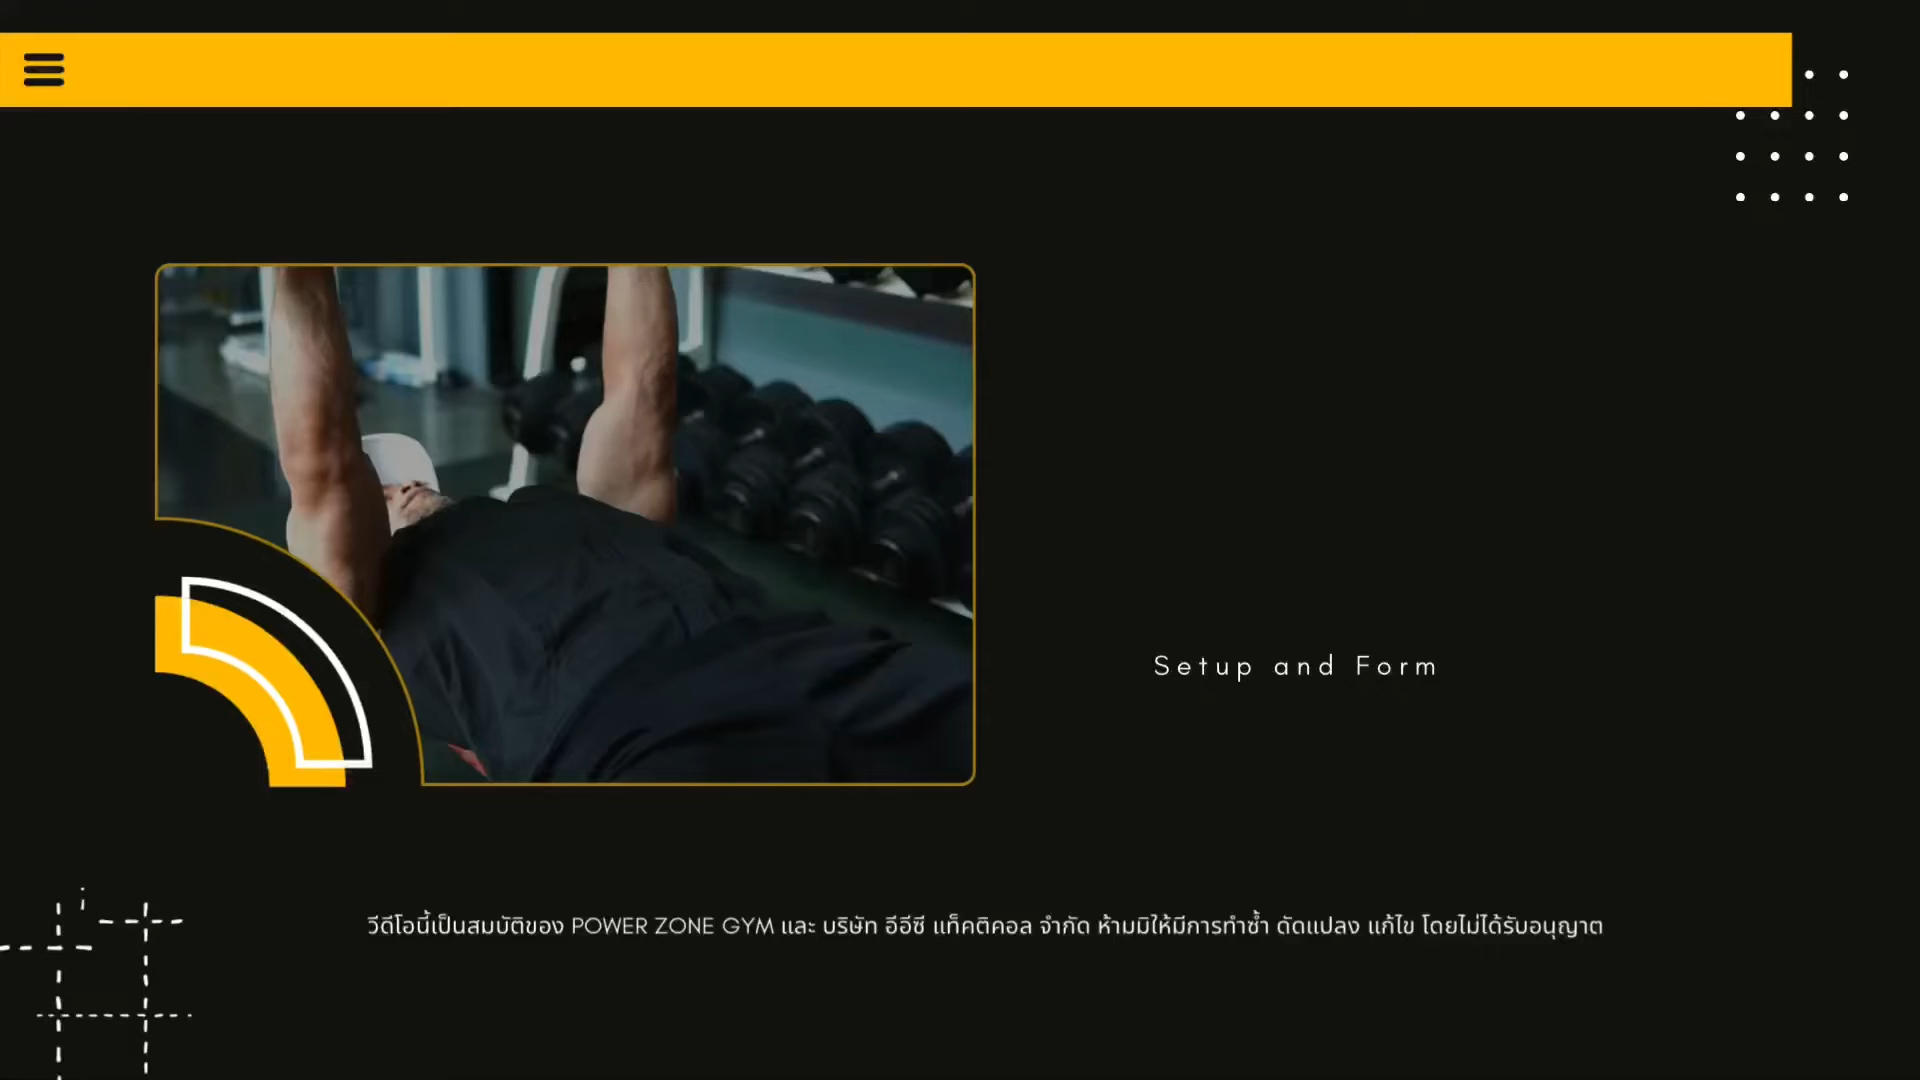 Setup and Form
วีดีโอนี้เป็นสมบัติของ POWER ZONE GYM และ บริษัท อีอีซี แท็คติคอล จำกัด ห้ามมิให้มีการทำซ้ำ ดัดแปลง แก้ไข โดยไม่ได้รับอนุญาต